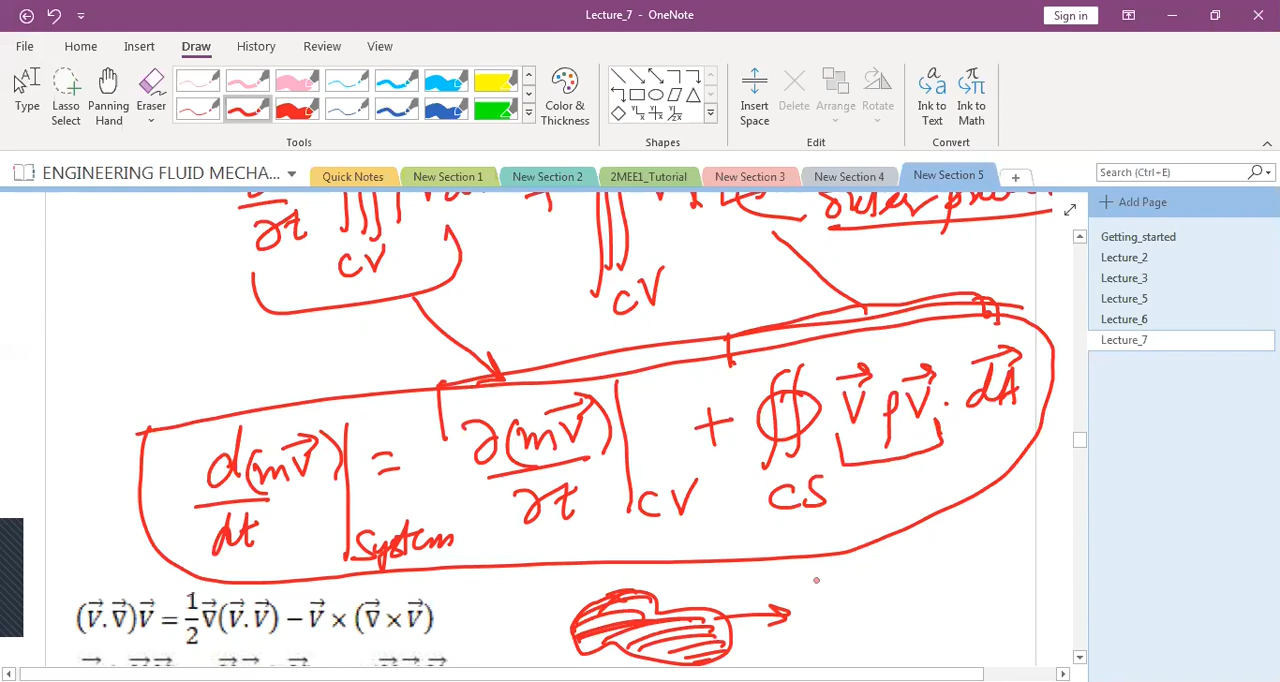 Lecture_7 - OneNote
Sign in
File Home Insert Draw History Review View
Type
Lasso Select
Panning Hand
Eraser
Color & Thickness
Insert Space
Delete
Arrange
Rotate
Ink to Text
Ink to Math
Tools
Shapes
Edit
Convert
ENGINEERING FLUID MECHA...
Quick Notes
New Section 1
New Section 2
2MEE1_Tutorial
New Section 3
New Section 4
New Section 5
Search (Ctrl+E)
Add Page
Getting_started
Lecture_2
Lecture_3
Lecture_5
Lecture_6
Lecture_7
∂/∂t ∭
CV
CV
d(mV⃗)/dt|system = ∂(mV⃗)/∂t|CV + ∯CS V⃗ ρV⃗ . dA⃗
(V⃗.∇⃗)V⃗ = 1/2 ∇⃗(V⃗.V⃗) − V⃗ × (∇⃗ × V⃗)